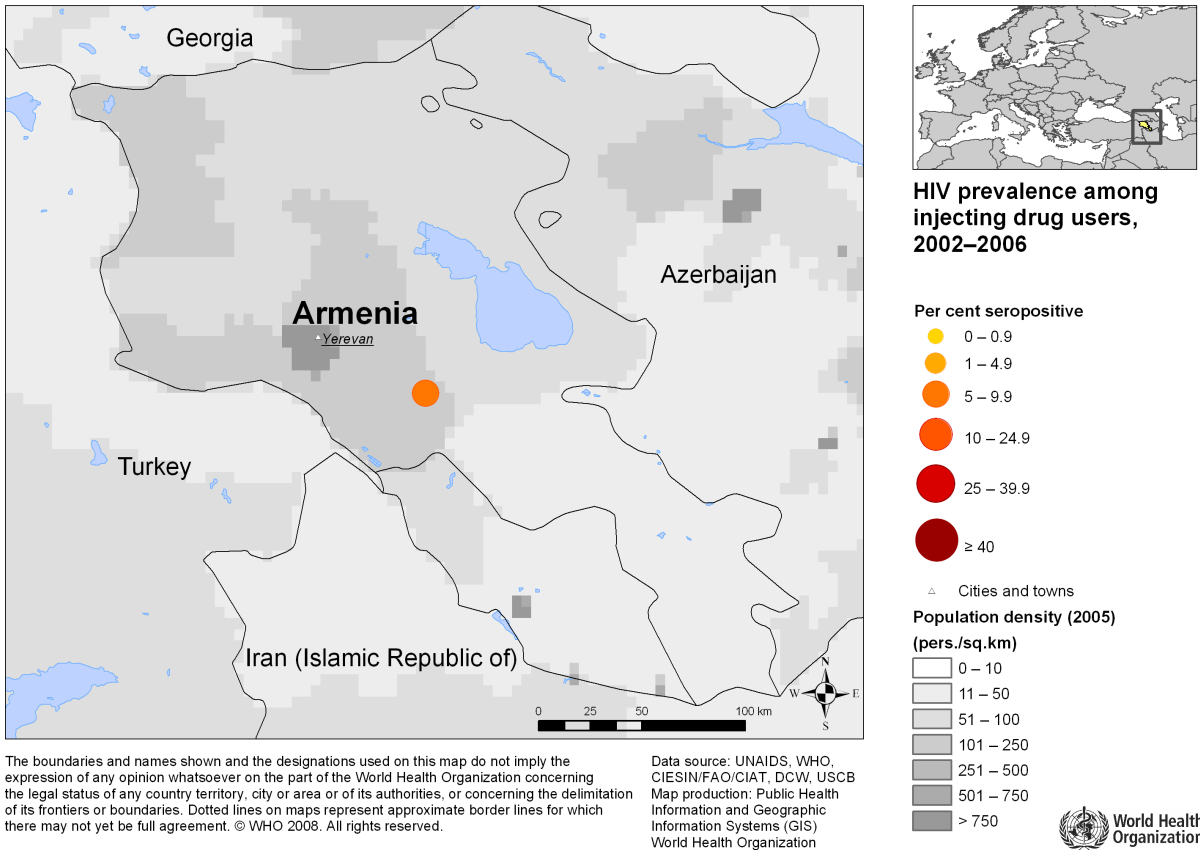 Georgia
Azerbaijan
Armenia
Yerevan
Turkey
Iran (Islamic Republic of)
N
W
E
S
0 25 50 100 km
HIV prevalence among
injecting drug users,
2002–2006
Per cent seropositive
0 – 0.9
1 – 4.9
5 – 9.9
10 – 24.9
25 – 39.9
≥ 40
Cities and towns
Population density (2005)
(pers./sq.km)
0 – 10
11 – 50
51 – 100
101 – 250
251 – 500
501 – 750
> 750
The boundaries and names shown and the designations used on this map do not imply the
expression of any opinion whatsoever on the part of the World Health Organization concerning
the legal status of any country territory, city or area or of its authorities, or concerning the delimitation
of its frontiers or boundaries. Dotted lines on maps represent approximate border lines for which
there may not yet be full agreement. © WHO 2008. All rights reserved.
Data source: UNAIDS, WHO,
CIESIN/FAO/CIAT, DCW, USCB
Map production: Public Health
Information and Geographic
Information Systems (GIS)
World Health Organization
World Health
Organization